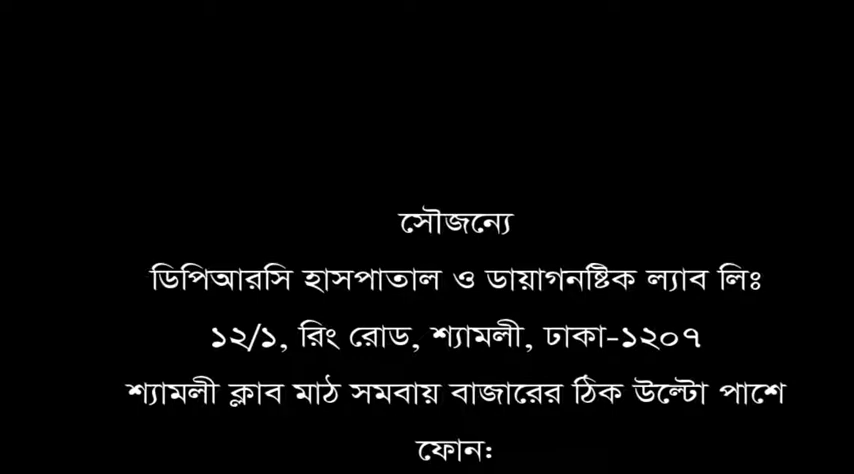 সৌজন্যে
ডিপিআরসি হাসপাতাল ও ডায়াগনষ্টিক ল্যাব লিঃ
১২/১, রিং রোড, শ্যামলী, ঢাকা-১২০৭
শ্যামলী ক্লাব মাঠ সমবায় বাজারের ঠিক উল্টো পাশে
ফোন: